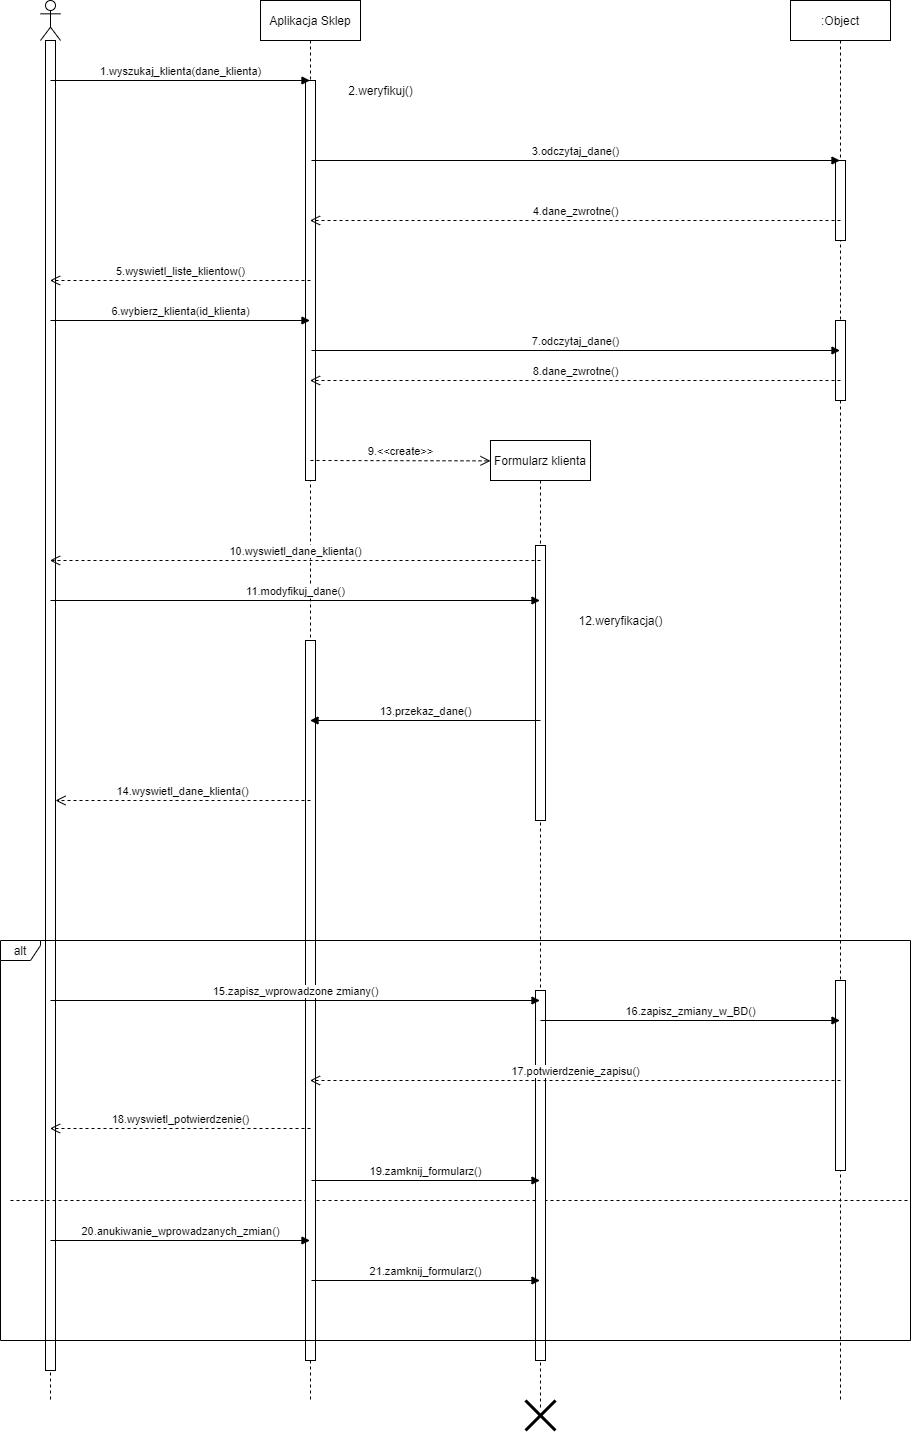 Aplikacja Sklep
:Object
1.wyszukaj_klienta(dane_klienta)
2.weryfikuj()
3.odczytaj_dane()
4.dane_zwrotne()
5.wyswietl_liste_klientow()
6.wybierz_klienta(id_klienta)
7.odczytaj_dane()
8.dane_zwrotne()
9.<<create>>
Formularz klienta
10.wyswietl_dane_klienta()
11.modyfikuj_dane()
12.weryfikacja()
13.przekaz_dane()
14.wyswietl_dane_klienta()
alt
15.zapisz_wprowadzone zmiany()
16.zapisz_zmiany_w_BD()
17.potwierdzenie_zapisu()
18.wyswietl_potwierdzenie()
19.zamknij_formularz()
20.anukiwanie_wprowadzanych_zmian()
21.zamknij_formularz()